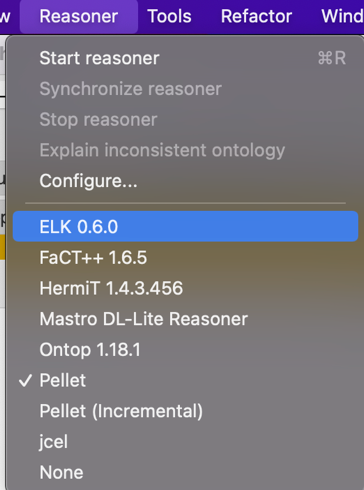 Reasoner Tools Refactor Wind
Start reasoner ⌘R
Synchronize reasoner
Stop reasoner
Explain inconsistent ontology
Configure...
ELK 0.6.0
FaCT++ 1.6.5
HermiT 1.4.3.456
Mastro DL-Lite Reasoner
Ontop 1.18.1
✓ Pellet
Pellet (Incremental)
jcel
None